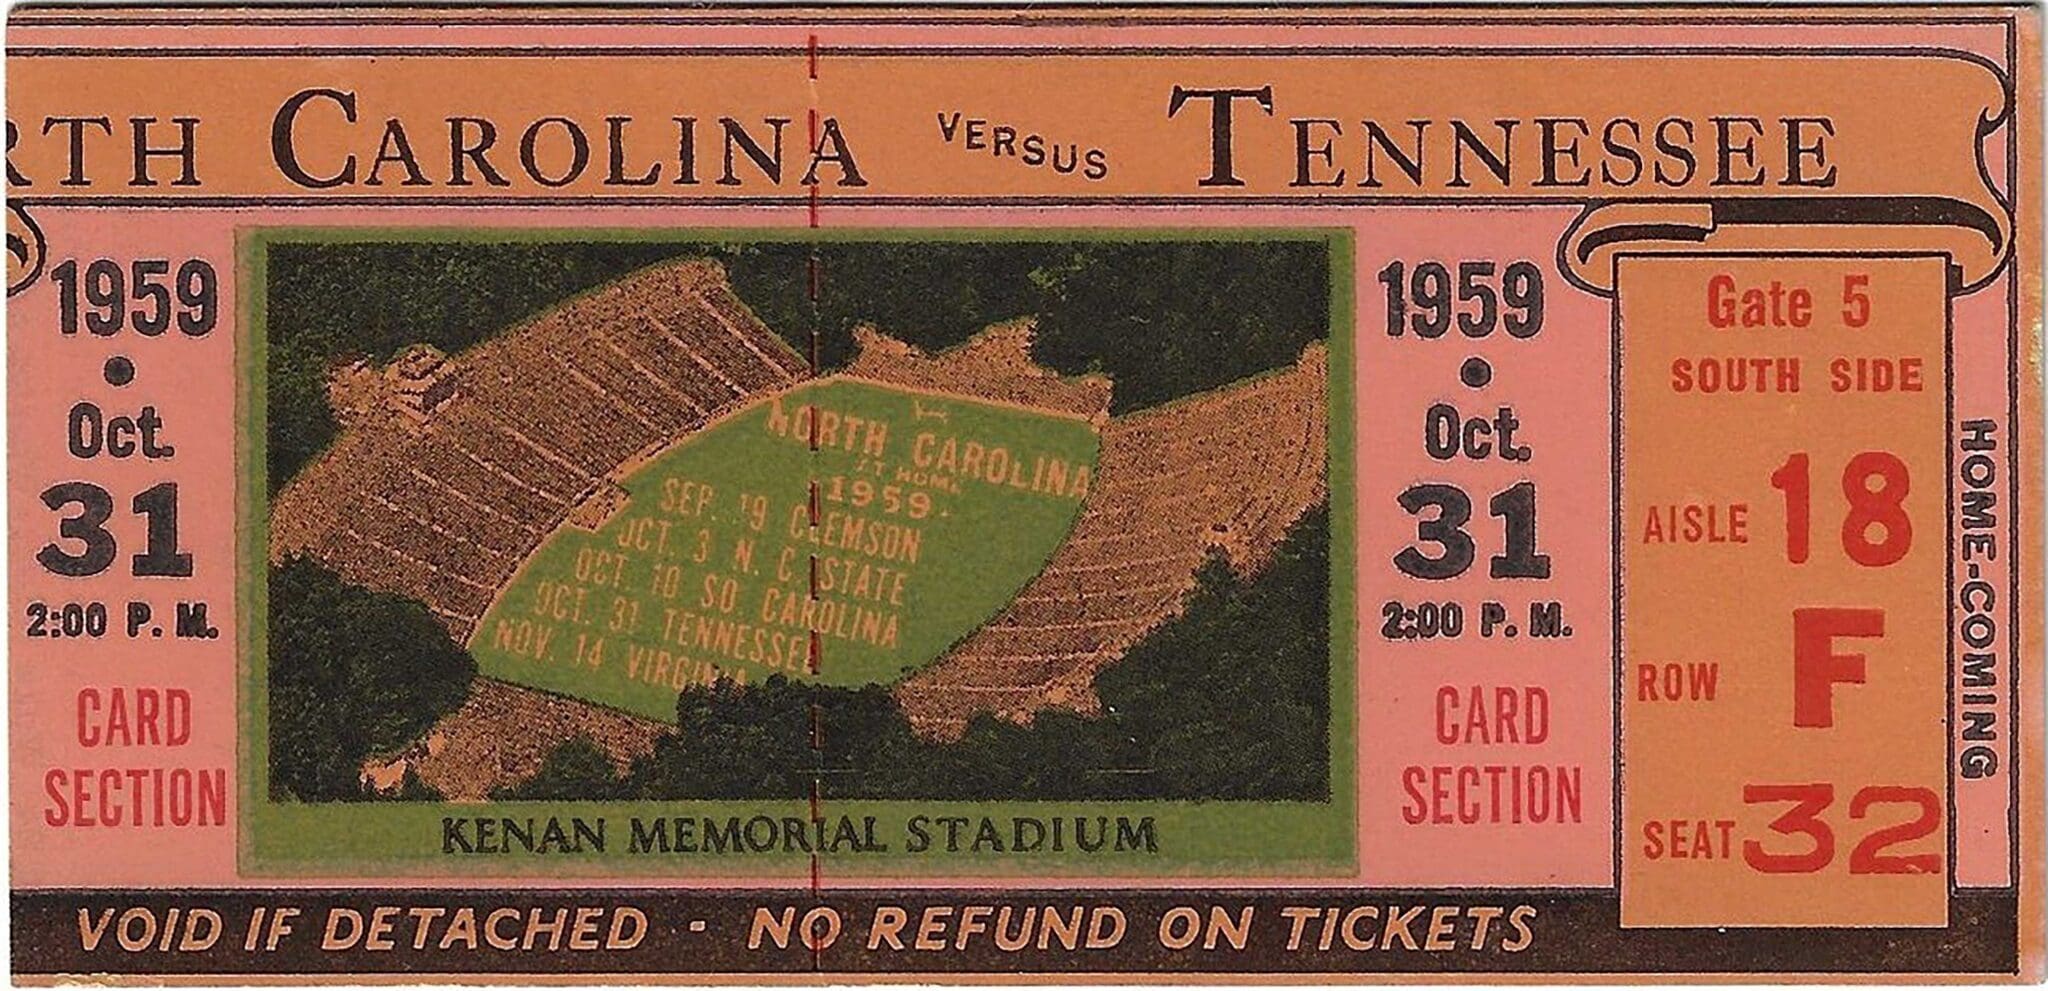 RTH CAROLINA VERSUS TENNESSEE
1959
Oct.
31
2:00 P. M.
CARD
SECTION
NORTH CAROLINA
AT HOME
1959
SEP. 19 CLEMSON
OCT. 3 N. C. STATE
OCT. 10 SO. CAROLINA
OCT. 31 TENNESSEE
NOV. 14 VIRGINIA
KENAN MEMORIAL STADIUM
1959
Oct.
31
2:00 P. M.
CARD
SECTION
Gate 5
SOUTH SIDE
AISLE 18
ROW F
SEAT 32
HOME-COMING
VOID IF DETACHED - NO REFUND ON TICKETS